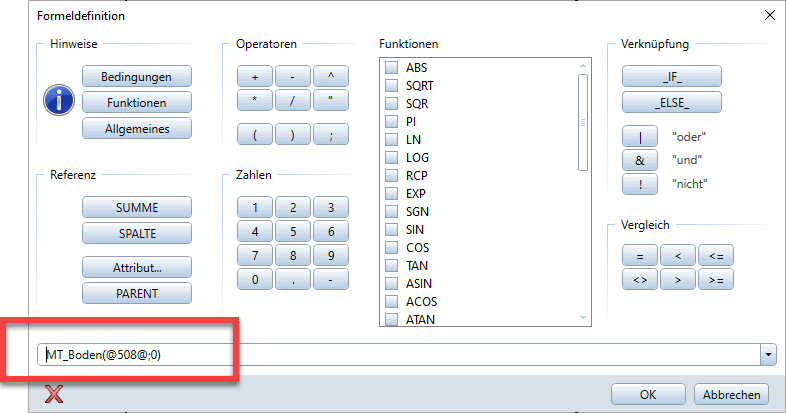 Formeldefinition
Hinweise
Bedingungen
Funktionen
Allgemeines
Operatoren
+ - ^
* / "
( ) ;
Funktionen
ABS
SQRT
SQR
PI
LN
LOG
RCP
EXP
SGN
SIN
COS
TAN
ASIN
ACOS
ATAN
Verknüpfung
_IF_
_ELSE_
| "oder"
& "und"
! "nicht"
Referenz
SUMME
SPALTE
Attribut...
PARENT
Zahlen
1 2 3
4 5 6
7 8 9
0 . -
Vergleich
= < <=
<> > >=
MT_Boden(@508@;0)
OK Abbrechen